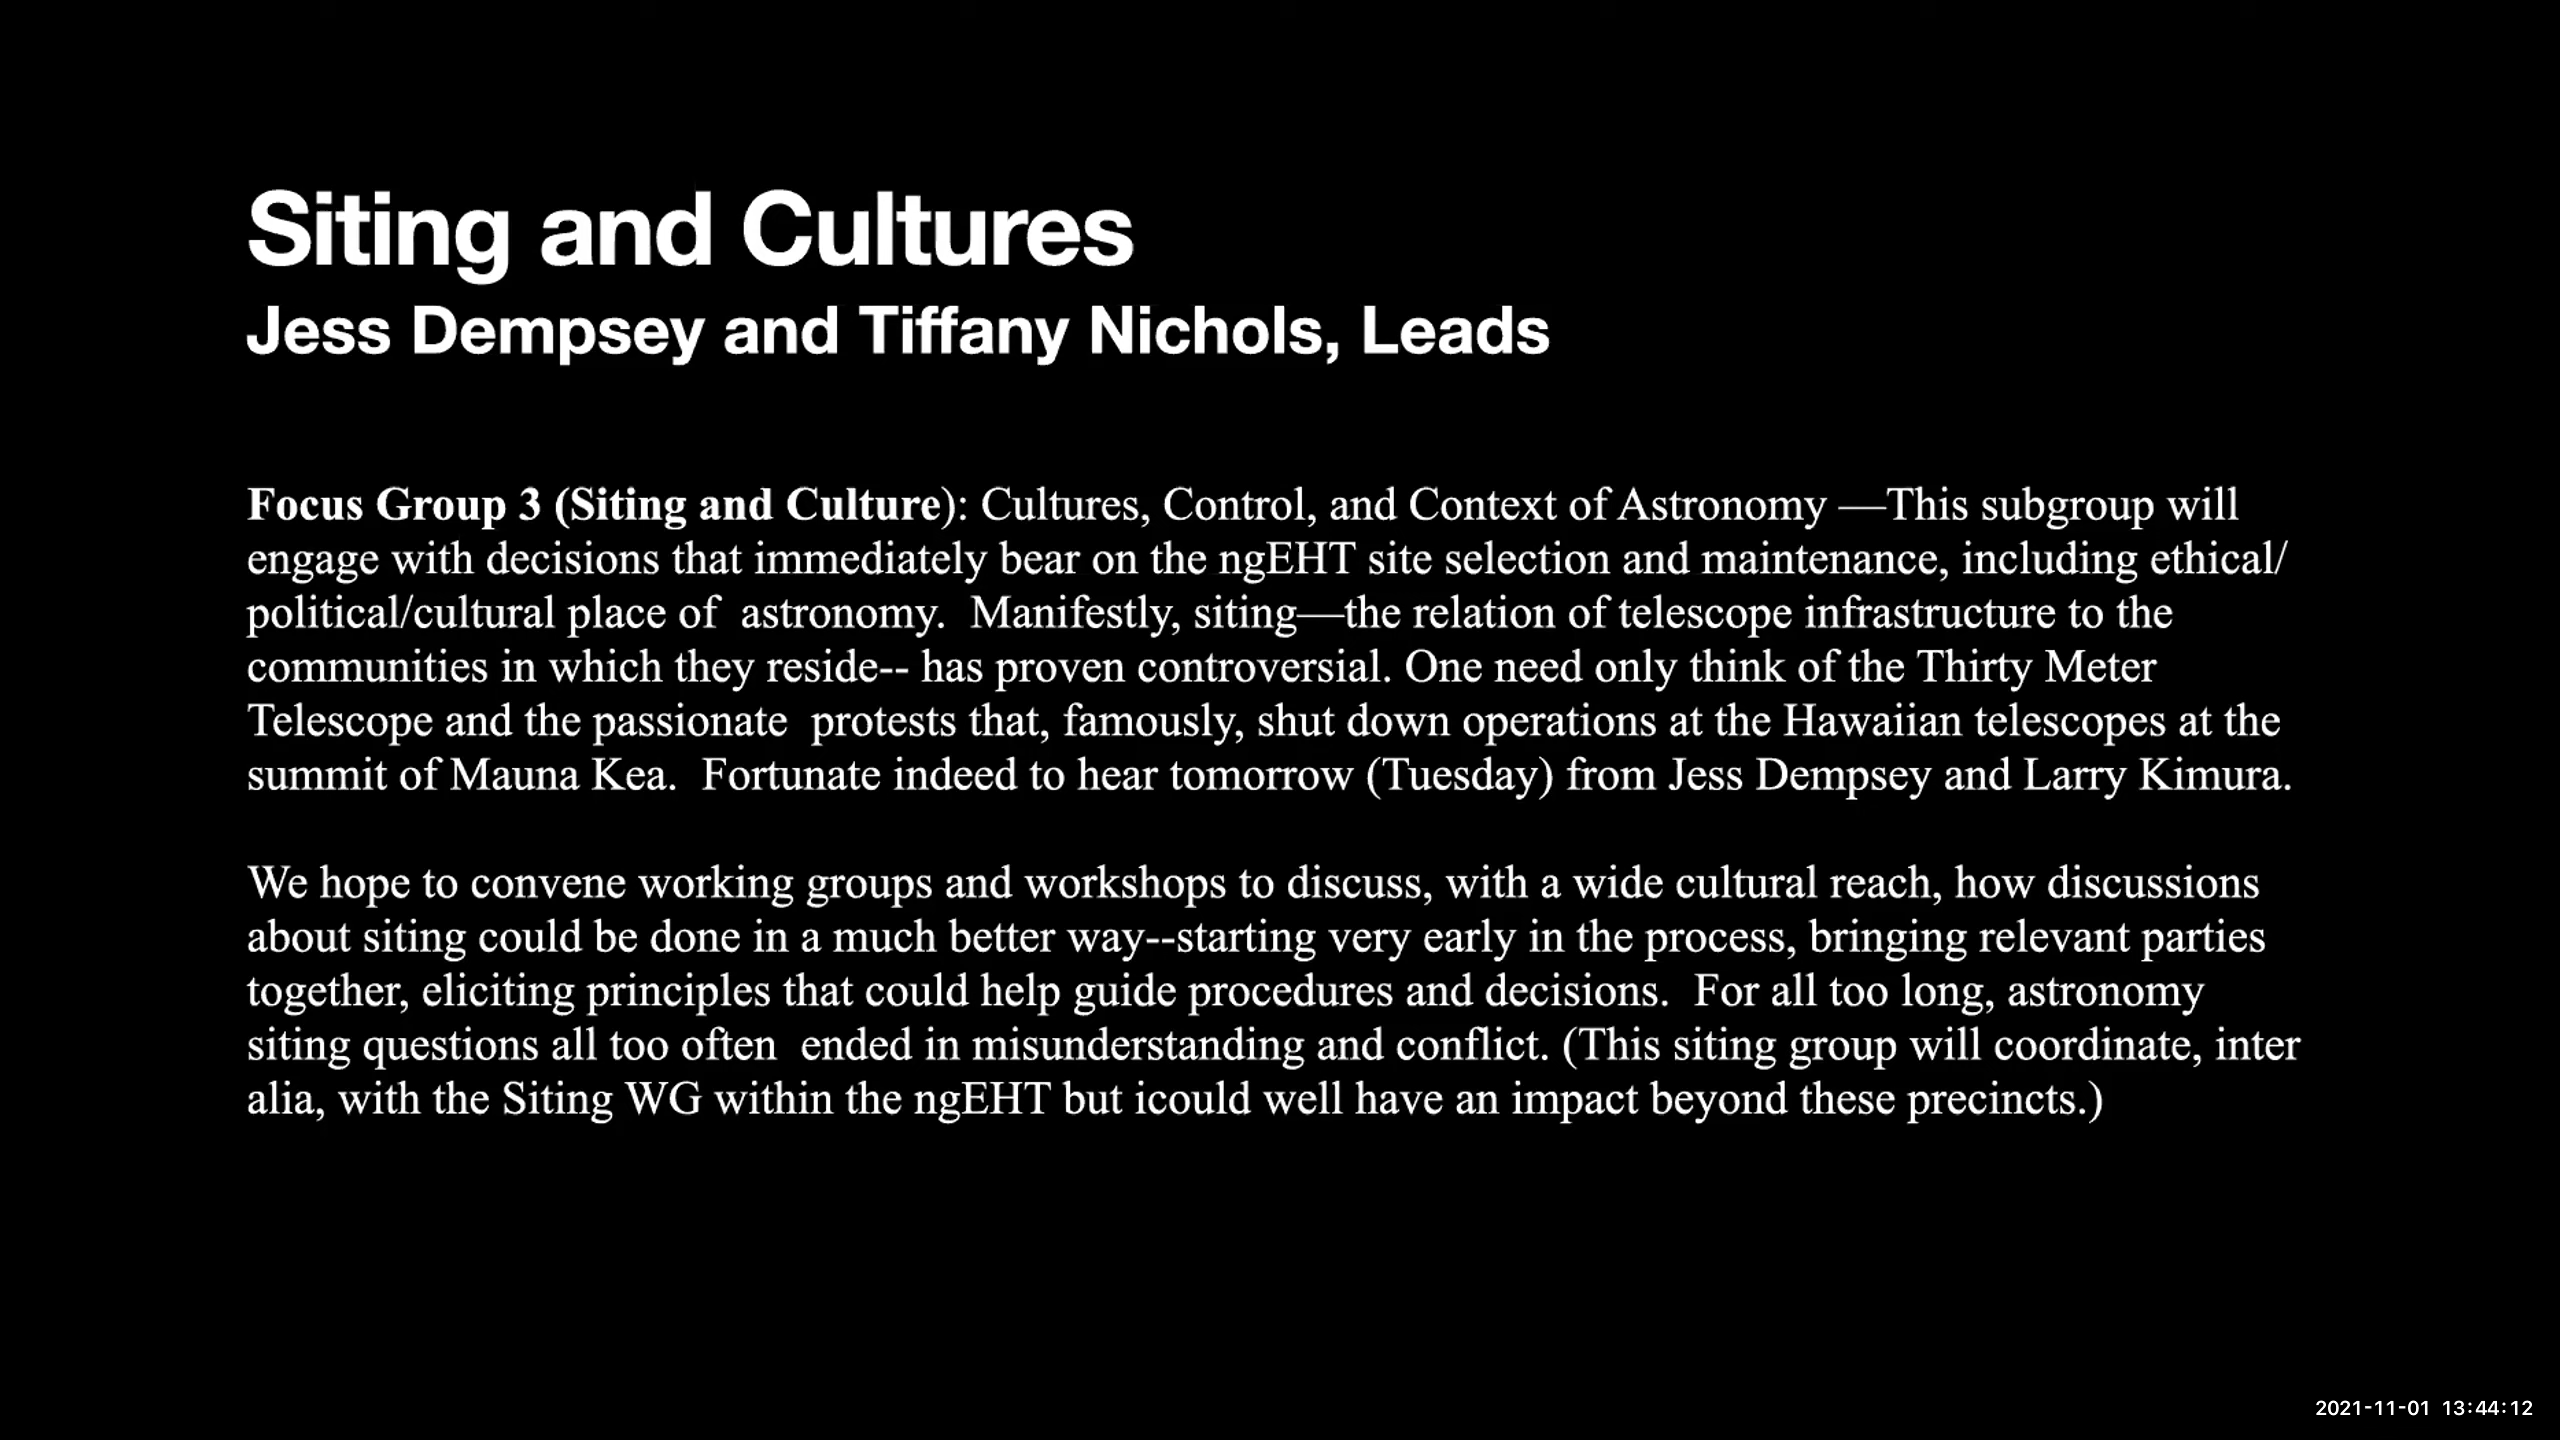 Siting and Cultures
Jess Dempsey and Tiffany Nichols, Leads
Focus Group 3 (Siting and Culture): Cultures, Control, and Context of Astronomy —This subgroup will
engage with decisions that immediately bear on the ngEHT site selection and maintenance, including ethical/
political/cultural place of  astronomy.  Manifestly, siting—the relation of telescope infrastructure to the
communities in which they reside-- has proven controversial. One need only think of the Thirty Meter
Telescope and the passionate  protests that, famously, shut down operations at the Hawaiian telescopes at the
summit of Mauna Kea.  Fortunate indeed to hear tomorrow (Tuesday) from Jess Dempsey and Larry Kimura.
We hope to convene working groups and workshops to discuss, with a wide cultural reach, how discussions
about siting could be done in a much better way--starting very early in the process, bringing relevant parties
together, eliciting principles that could help guide procedures and decisions.  For all too long, astronomy
siting questions all too often  ended in misunderstanding and conflict. (This siting group will coordinate, inter
alia, with the Siting WG within the ngEHT but icould well have an impact beyond these precincts.)
2021-11-01 13:44:12